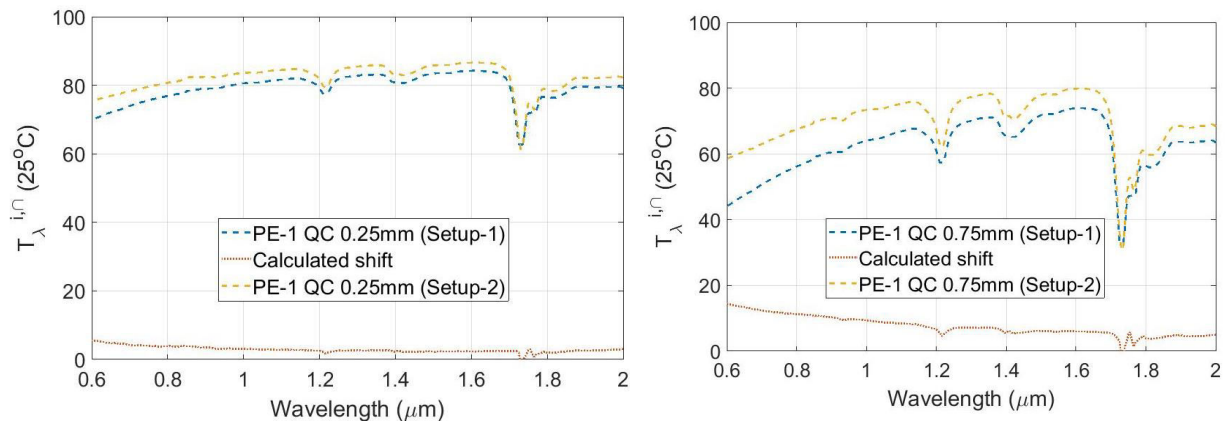 100
80
60
40
20
0
0.6 0.8 1 1.2 1.4 1.6 1.8 2
Wavelength (μm)
T_λ^{i,∩} (25°C)
PE-1 QC 0.25mm (Setup-1)
Calculated shift
PE-1 QC 0.25mm (Setup-2)
100
80
60
40
20
0
0.6 0.8 1 1.2 1.4 1.6 1.8 2
Wavelength (μm)
T_λ^{i,∩} (25°C)
PE-1 QC 0.75mm (Setup-1)
Calculated shift
PE-1 QC 0.75mm (Setup-2)